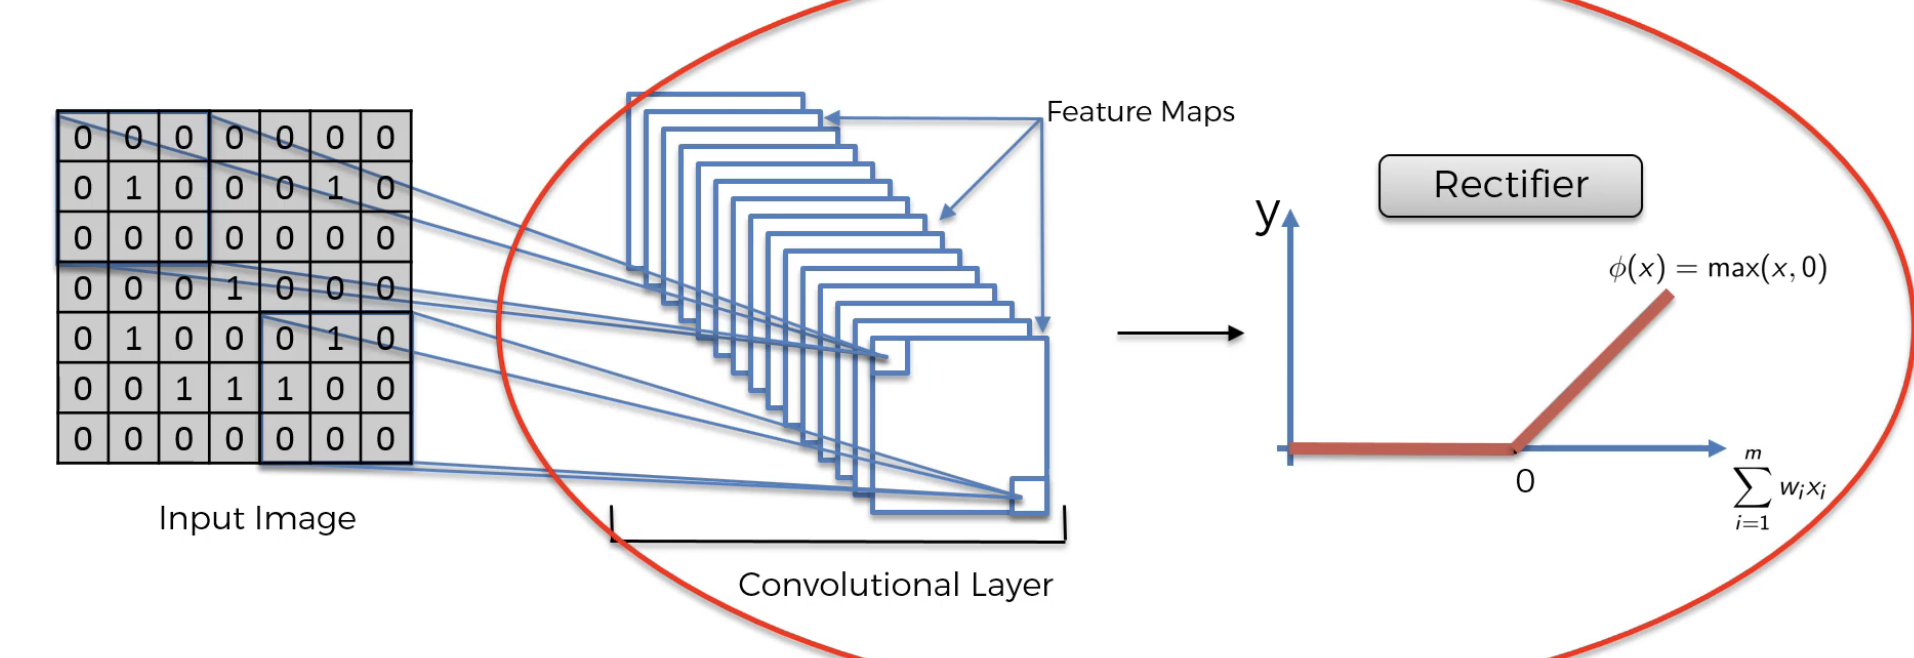 0 0 0 0 0 0 0
0 1 0 0 0 1 0
0 0 0 0 0 0 0
0 0 0 1 0 0 0
0 1 0 0 0 1 0
0 0 1 1 1 0 0
0 0 0 0 0 0 0
Input Image
Feature Maps
Convolutional Layer
Rectifier
y
ϕ(x) = max(x, 0)
0
m
∑ wᵢxᵢ
i=1